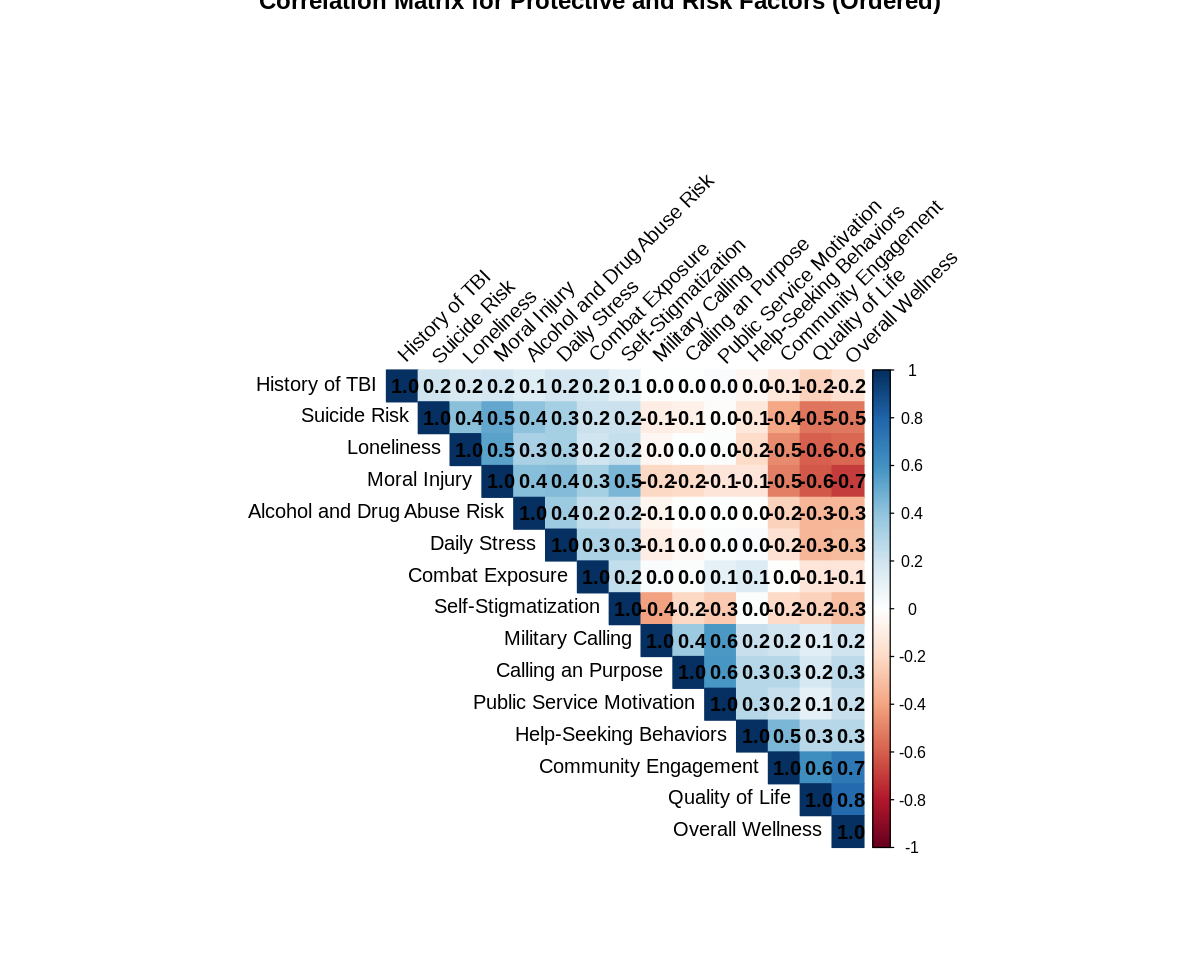 Correlation Matrix for Protective and Risk Factors (Ordered)
History of TBI
Suicide Risk
Loneliness
Moral Injury
Alcohol and Drug Abuse Risk
Daily Stress
Combat Exposure
Self-Stigmatization
Military Calling
Calling an Purpose
Public Service Motivation
Help-Seeking Behaviors
Community Engagement
Quality of Life
Overall Wellness
History of TBI 1.0 0.2 0.2 0.2 0.1 0.2 0.2 0.1 0.0 0.0 0.0 0.0 -0.1 -0.2 -0.2
Suicide Risk 1.0 0.4 0.5 0.4 0.3 0.2 0.2 -0.1 -0.1 0.0 -0.1 -0.4 -0.5 -0.5
Loneliness 1.0 0.5 0.3 0.3 0.2 0.2 0.0 0.0 0.0 -0.2 -0.5 -0.6 -0.6
Moral Injury 1.0 0.4 0.4 0.3 0.5 -0.2 -0.2 -0.1 -0.1 -0.5 -0.6 -0.7
Alcohol and Drug Abuse Risk 1.0 0.4 0.2 0.2 -0.1 0.0 0.0 0.0 -0.2 -0.3 -0.3
Daily Stress 1.0 0.3 0.3 -0.1 0.0 0.0 0.0 -0.2 -0.3 -0.3
Combat Exposure 1.0 0.2 0.0 0.0 0.1 0.1 0.0 -0.1 -0.1
Self-Stigmatization 1.0 -0.4 -0.2 -0.3 0.0 -0.2 -0.2 -0.3
Military Calling 1.0 0.4 0.6 0.2 0.2 0.1 0.2
Calling an Purpose 1.0 0.6 0.3 0.3 0.2 0.3
Public Service Motivation 1.0 0.3 0.2 0.1 0.2
Help-Seeking Behaviors 1.0 0.5 0.3 0.3
Community Engagement 1.0 0.6 0.7
Quality of Life 1.0 0.8
Overall Wellness 1.0
1
0.8
0.6
0.4
0.2
0
-0.2
-0.4
-0.6
-0.8
-1